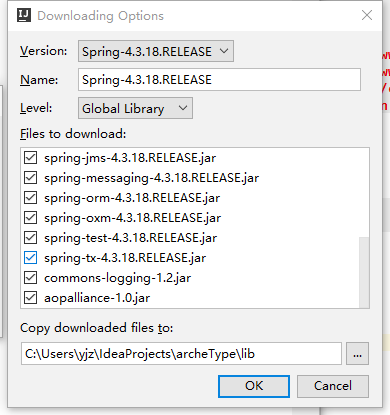 Downloading Options
Version: Spring-4.3.18.RELEASE
Name: Spring-4.3.18.RELEASE
Level: Global Library
Files to download:
spring-jms-4.3.18.RELEASE.jar
spring-messaging-4.3.18.RELEASE.jar
spring-orm-4.3.18.RELEASE.jar
spring-oxm-4.3.18.RELEASE.jar
spring-test-4.3.18.RELEASE.jar
spring-tx-4.3.18.RELEASE.jar
commons-logging-1.2.jar
aopalliance-1.0.jar
Copy downloaded files to:
C:\Users\yjz\IdeaProjects\archeType\lib ...
OK Cancel